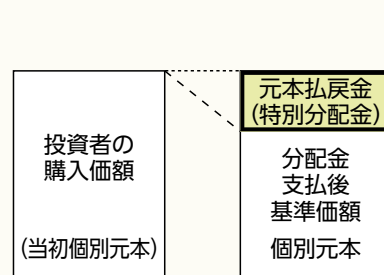 投資者の
購入価額
(当初個別元本)
元本払戻金
(特別分配金)
分配金
支払後
基準価額
個別元本